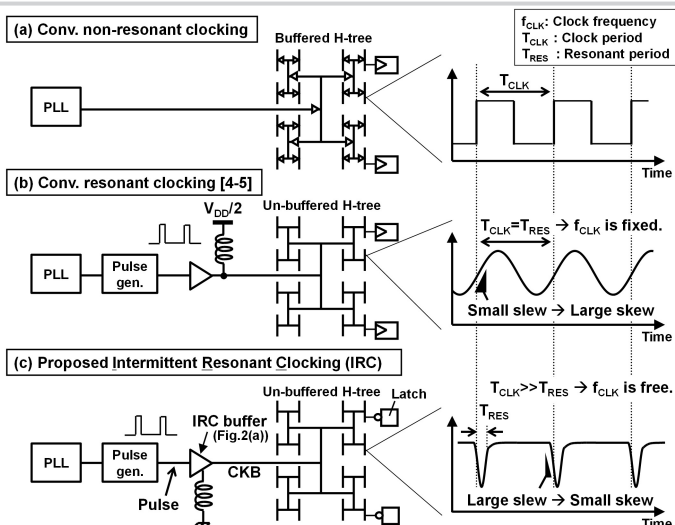 (a) Conv. non-resonant clocking
f_CLK: Clock frequency
T_CLK : Clock period
T_RES : Resonant period
Buffered H-tree
PLL
T_CLK
Time
(b) Conv. resonant clocking [4-5]
V_DD/2
Un-buffered H-tree
PLL
Pulse
gen.
T_CLK=T_RES → f_CLK is fixed.
Small slew → Large skew
Time
(c) Proposed Intermittent Resonant Clocking (IRC)
Un-buffered H-tree
Latch
IRC buffer
(Fig.2(a))
PLL
Pulse
gen.
CKB
Pulse
T_CLK>>T_RES → f_CLK is free.
T_RES
Large slew → Small skew
Time